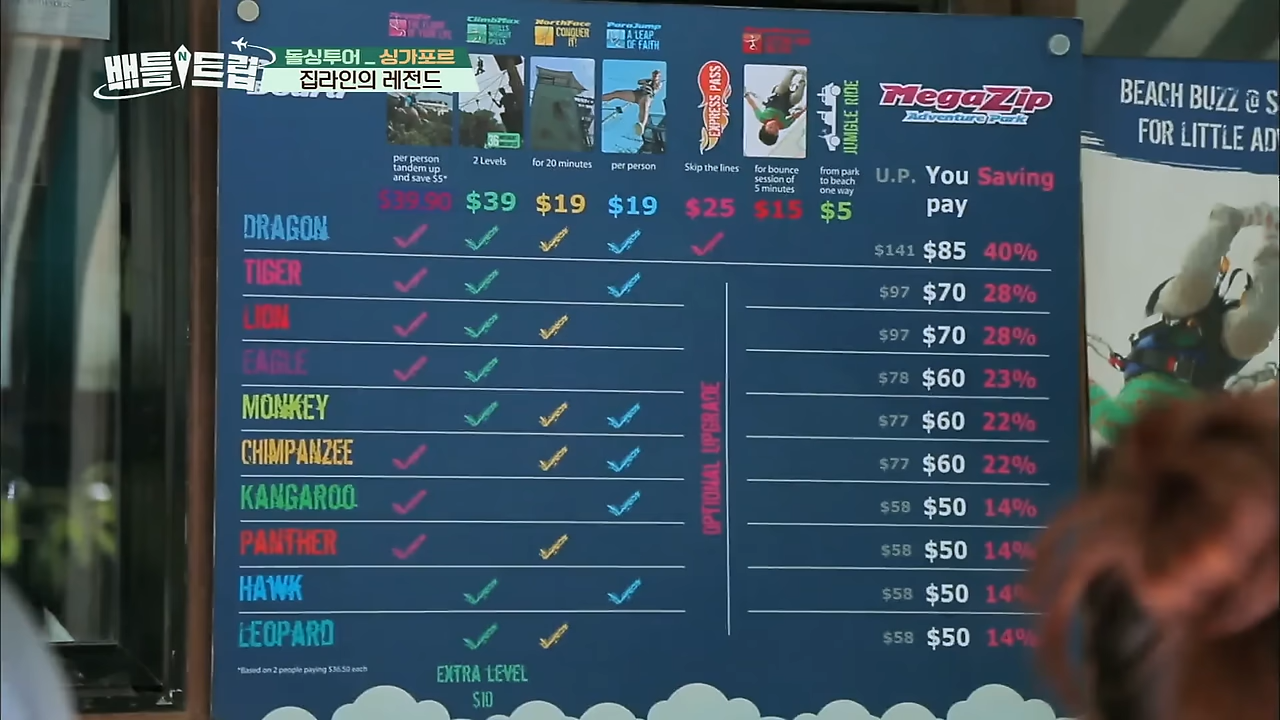 배틀트립
돌싱투어 _ 싱가포르
집라인의 레전드
ClimbMax
THRILLS WITHOUT SPILLS
NorthFace
CONQUER IT!
ParaJump
A LEAP OF FAITH
EXPRESS PASS
JUNGLE RIDE
MegaZip
Adventure Park
per person
tandem up
and save $5*
2 Levels
for 20 minutes
per person
Skip the lines
for bounce
session of
5 minutes
from park
to beach
one way
$39.90 $39 $19 $19 $25 $15 $5
U.P. You pay Saving
DRAGON ✓ ✓ ✓ ✓ ✓ $141 $85 40%
TIGER ✓ ✓ ✓ $97 $70 28%
LION ✓ ✓ ✓ $97 $70 28%
EAGLE ✓ ✓ $78 $60 23%
MONKEY ✓ ✓ ✓ $77 $60 22%
CHIMPANZEE ✓ ✓ ✓ $77 $60 22%
KANGAROO ✓ ✓ $58 $50 14%
PANTHER ✓ ✓ $58 $50 14%
HAWK ✓ ✓ $58 $50 14%
LEOPARD ✓ ✓ $58 $50 14%
OPTIONAL UPGRADE
*Based on 2 people paying $36.50 each
EXTRA LEVEL
$10
BEACH BUZZ @ S
FOR LITTLE AD